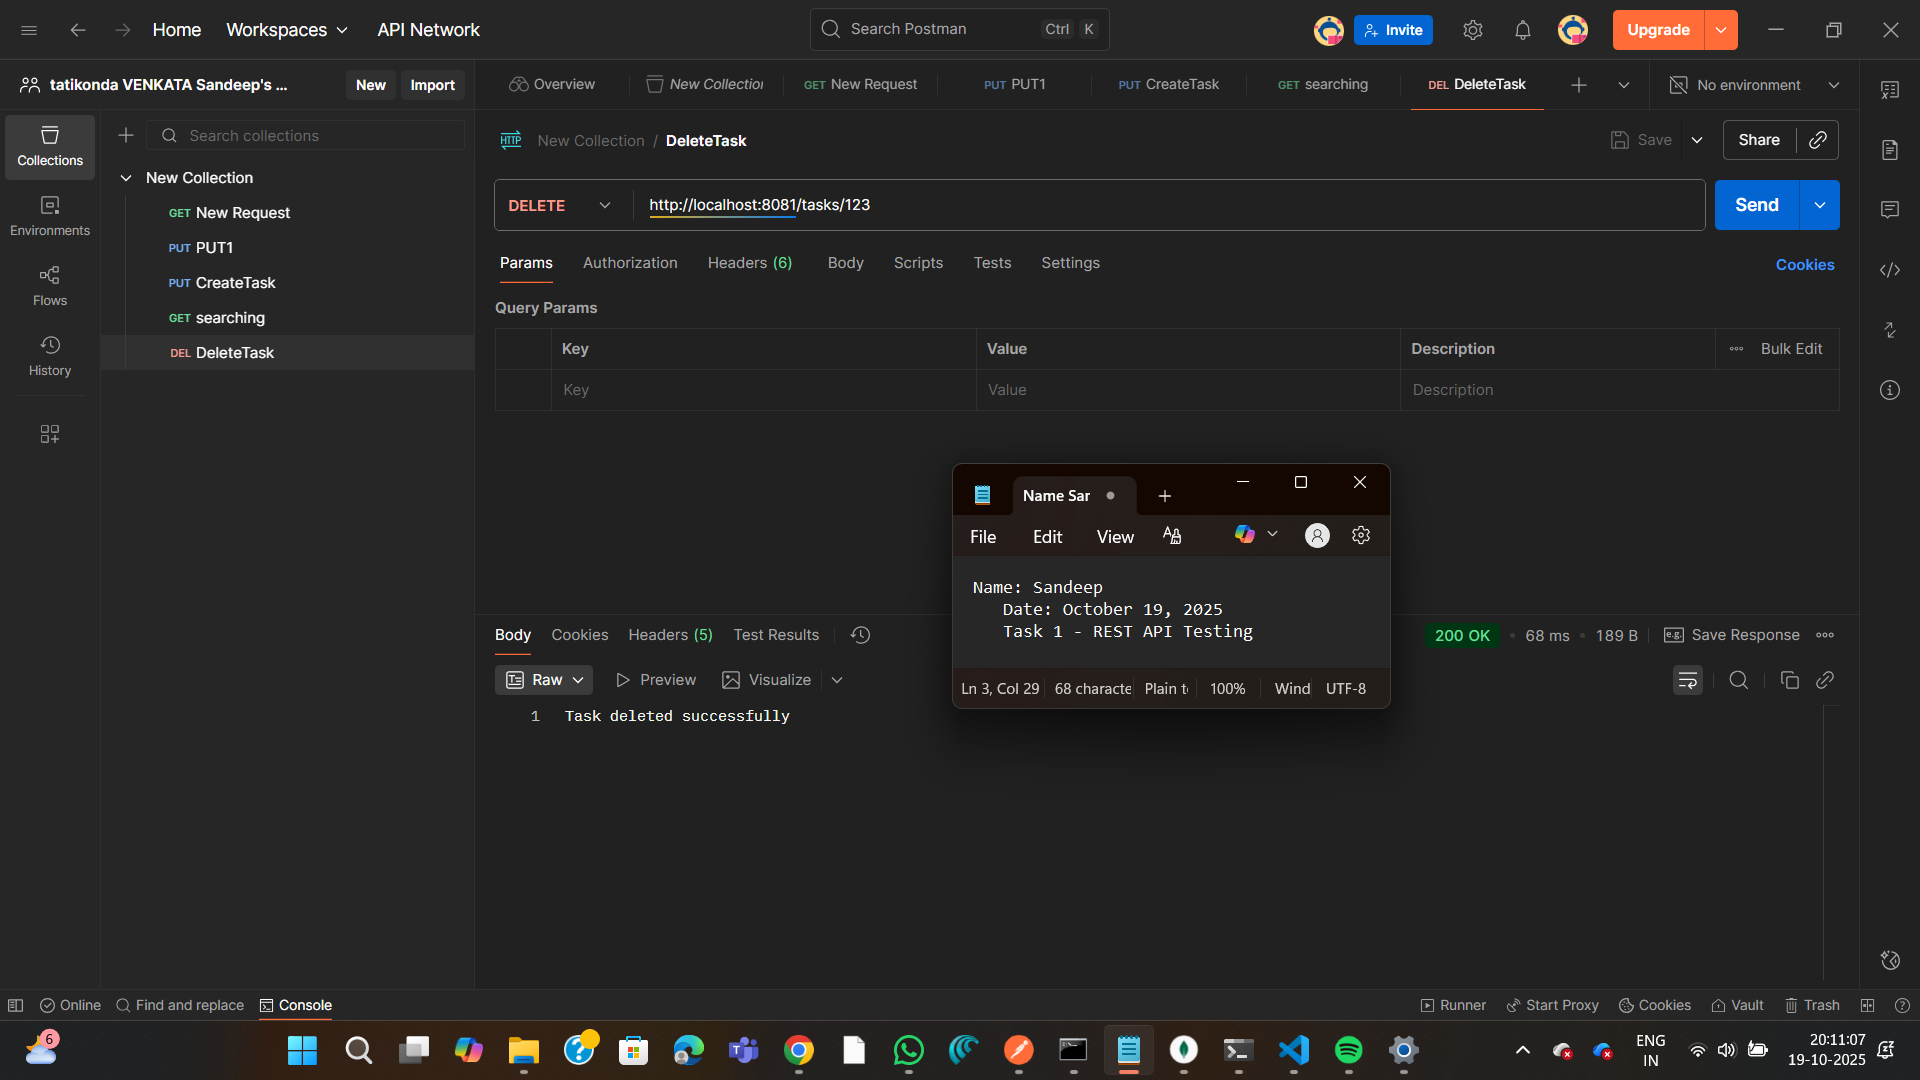 Home
Workspaces
API Network
Search Postman
Ctrl K
Invite
Upgrade
tatikonda VENKATA Sandeep's ...
New
Import
Overview
New Collection
GET New Request
PUT PUT1
PUT CreateTask
GET searching
DEL DeleteTask
No environment
Collections
Environments
Flows
History
Search collections
New Collection
GET New Request
PUT PUT1
PUT CreateTask
GET searching
DEL DeleteTask
HTTP New Collection / DeleteTask
Save
Share
DELETE
http://localhost:8081/tasks/123
Send
Params
Authorization
Headers (6)
Body
Scripts
Tests
Settings
Cookies
Query Params
Key Value Description Bulk Edit
Key Value Description
Name Sar
File Edit View
Name: Sandeep
Date: October 19, 2025
Task 1 - REST API Testing
Ln 3, Col 29
68 characte
Plain t
100%
Wind
UTF-8
Body
Cookies
Headers (5)
Test Results
200 OK
68 ms
189 B
e.g. Save Response
Raw
Preview
Visualize
1 Task deleted successfully
Online
Find and replace
Console
Runner
Start Proxy
Cookies
Vault
Trash
6
ENG
IN
20:11:07
19-10-2025